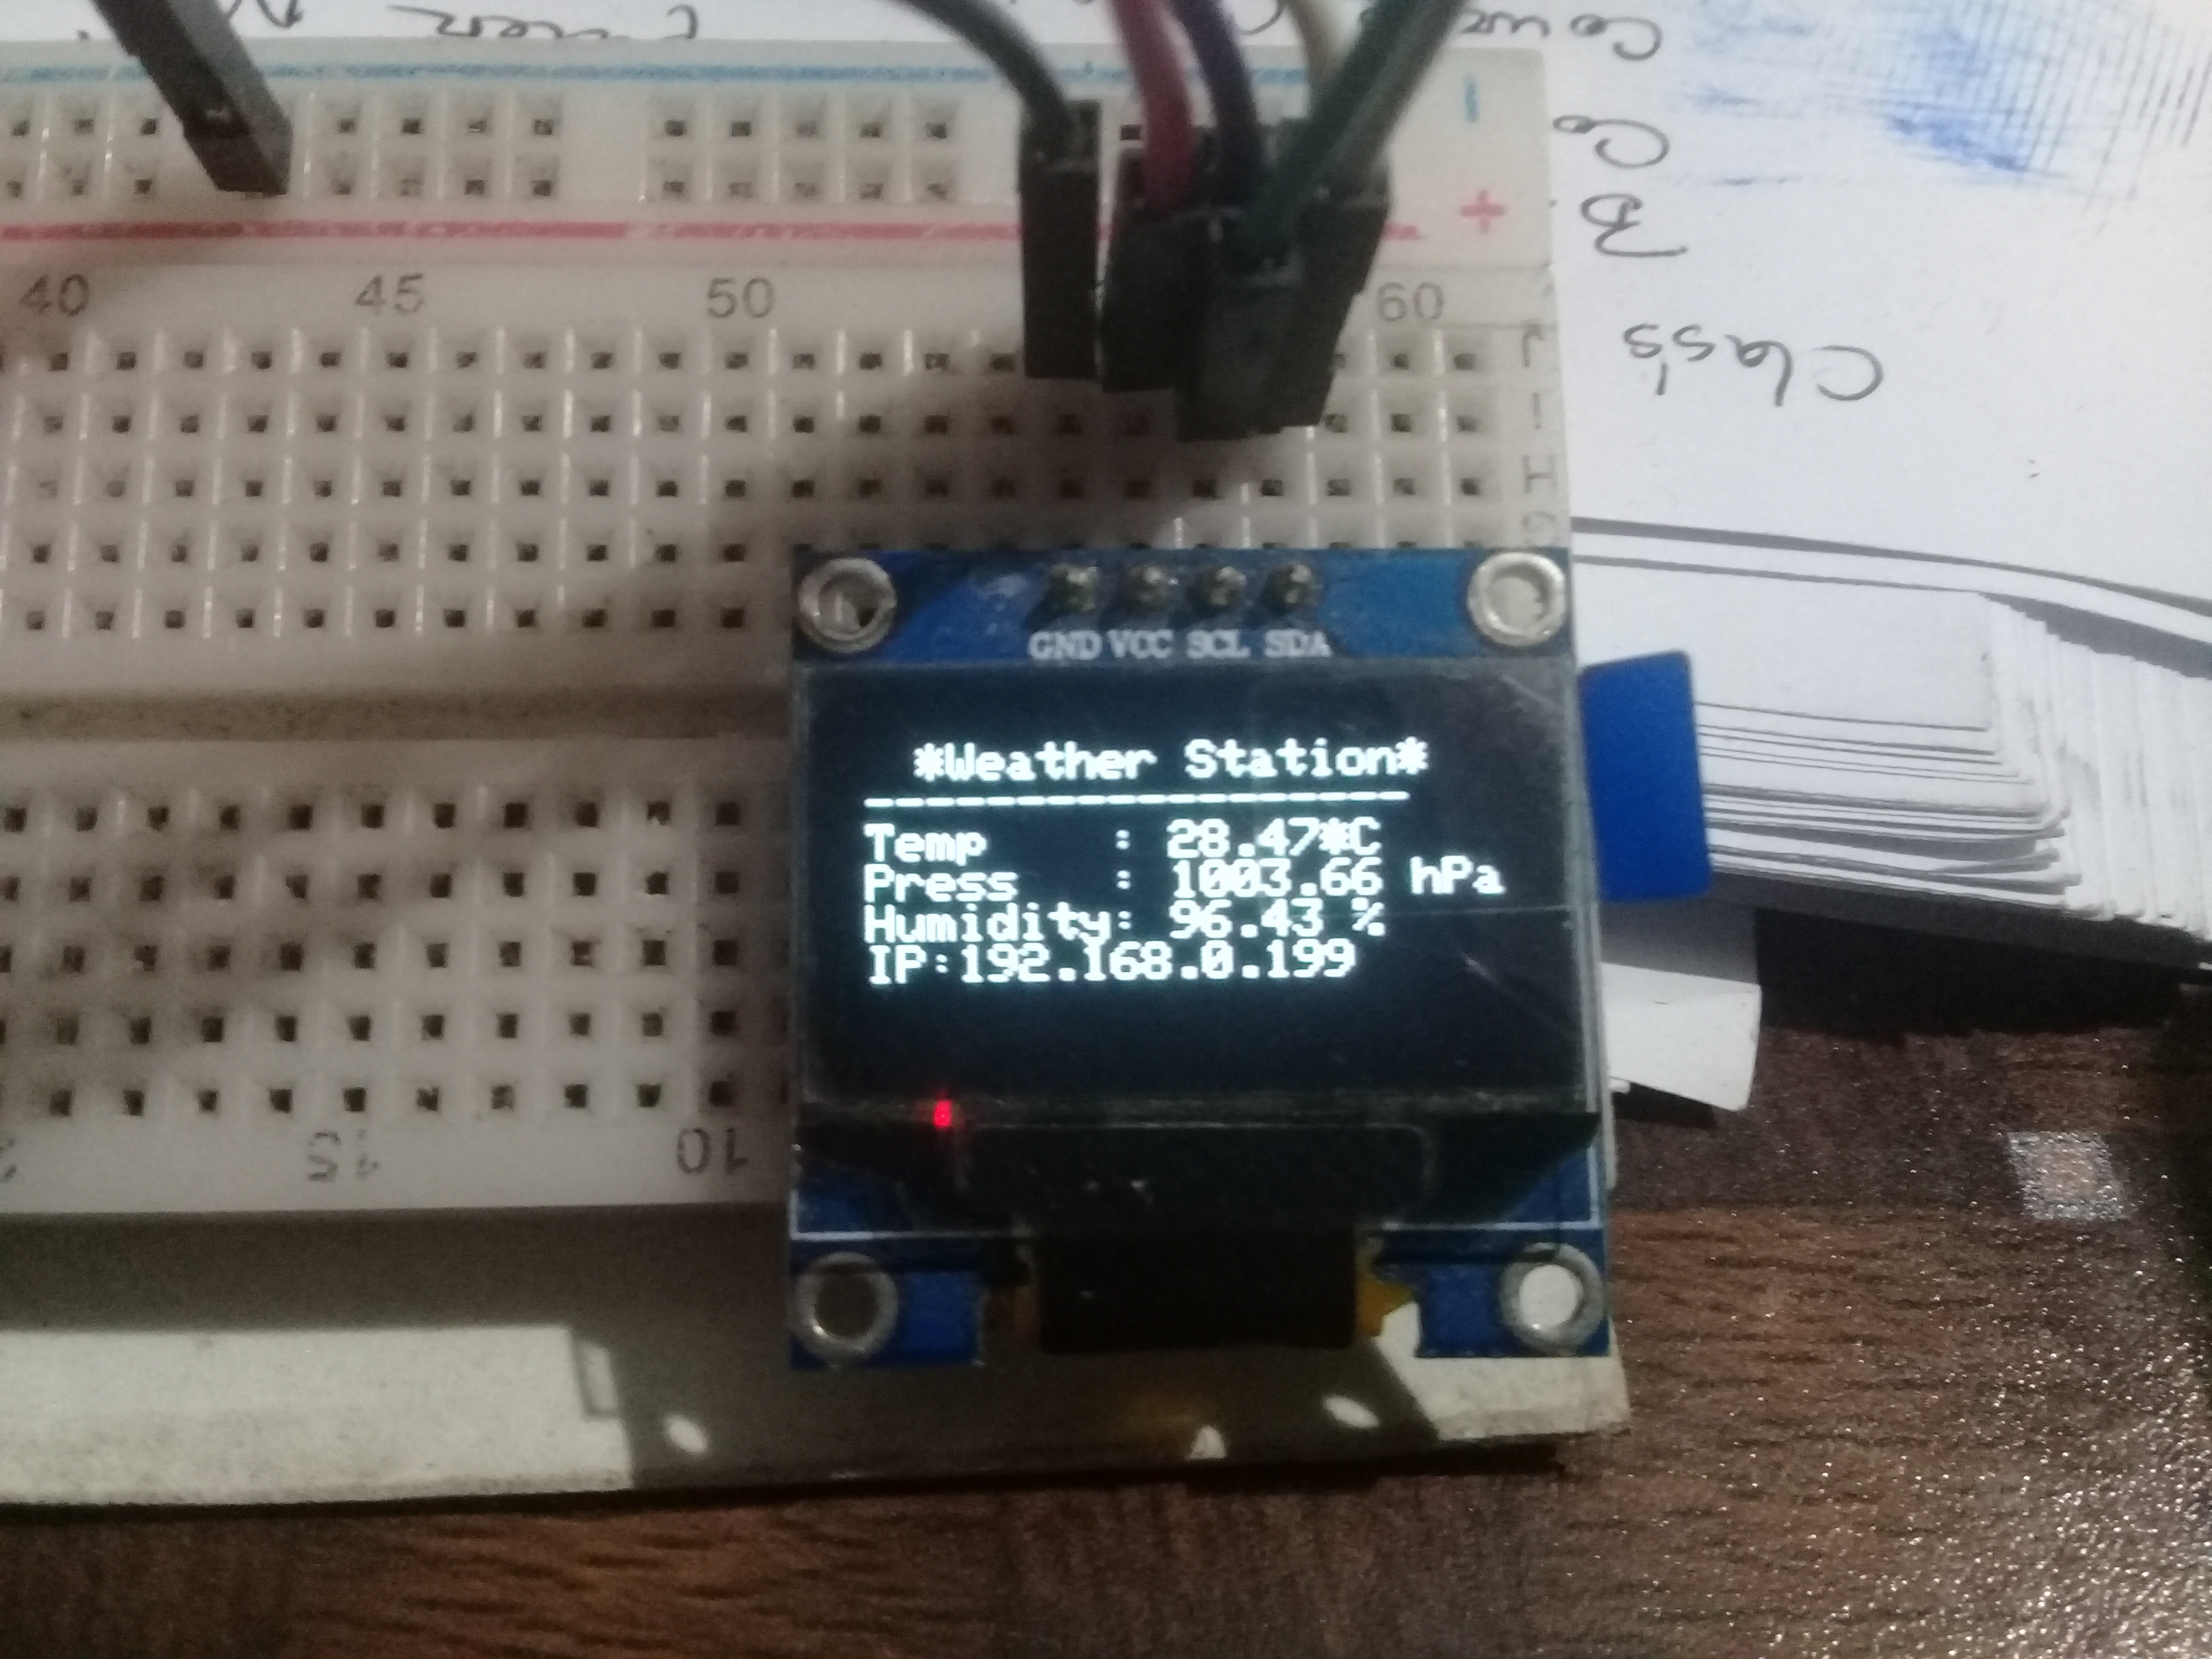 40 45 50 60
J
I
H
GND VCC SCL SDA
*Weather Station*
------------------
Temp : 28.47*C
Press : 1003.66 hPa
Humidity: 96.43 %
IP:192.168.0.199
15 10
Class
B
Co